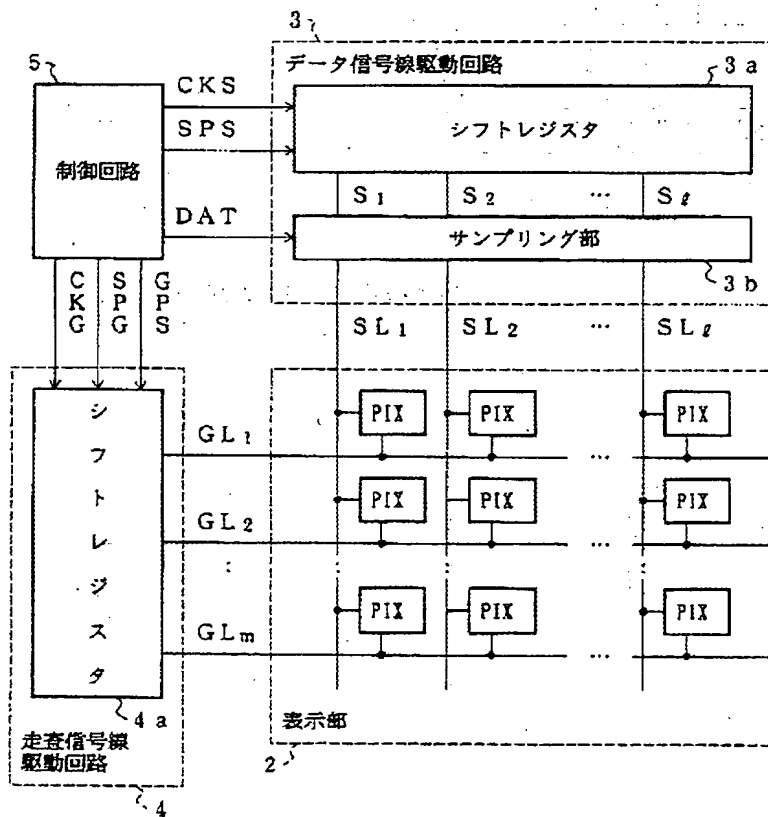 3
データ信号線駆動回路
3a
5
制御回路
CKS
SPS
DAT
シフトレジスタ
S1 S2 … Sℓ
サンプリング部
3b
CKG
SPG
GPS
SL1 SL2 … SLℓ
シフトレジスタ
4a
走査信号線
駆動回路
4
PIX PIX PIX
GL1 …
PIX PIX PIX
GL2 …
PIX PIX PIX
GLm …
表示部
2